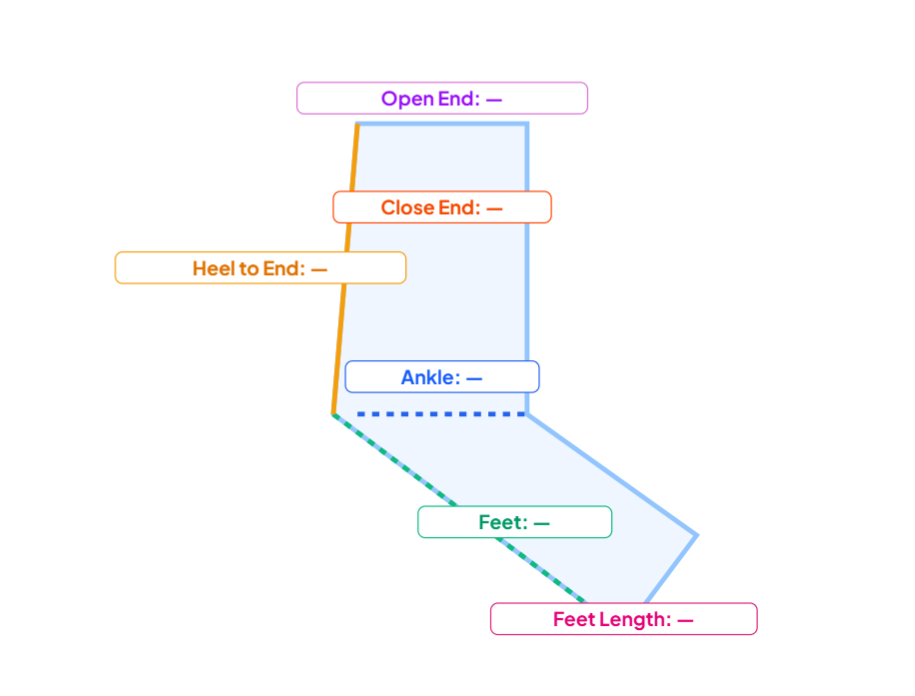 Open End: —
Close End: —
Heel to End: —
Ankle: —
Feet: —
Feet Length: —